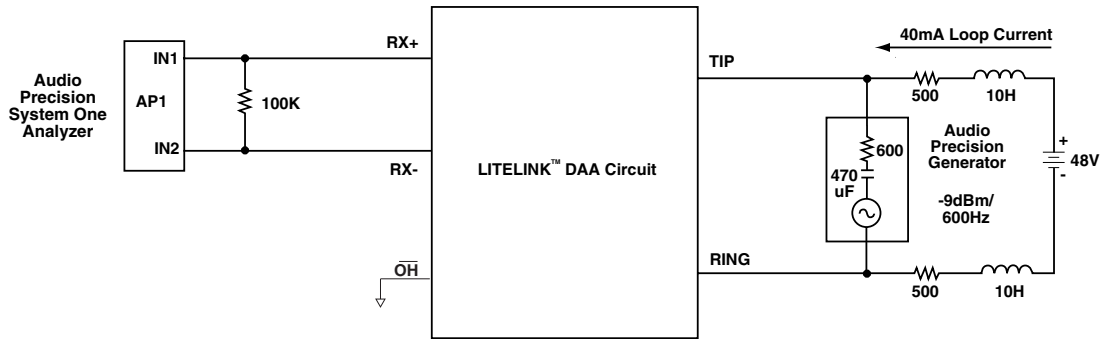 40mA Loop Current
RX+
TIP
IN1
Audio
Precision
System One
Analyzer
AP1
100K
500
10H
Audio
Precision
Generator
600
+
48V
-
470
uF
IN2
RX-
LITELINK™ DAA Circuit
-9dBm/
600Hz
OH
RING
500
10H